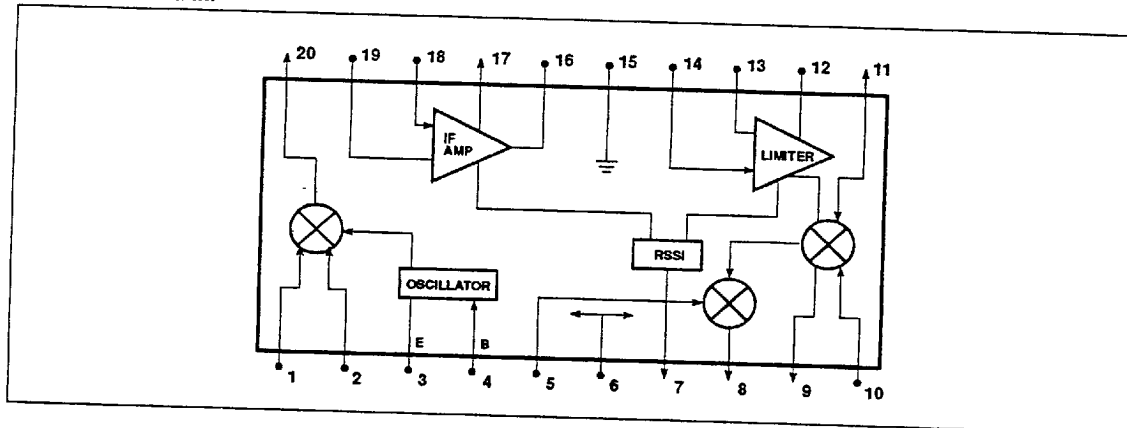 20 19 18 17 16 15 14 13 12 11
IF
AMP
LIMITER
RSSI
OSCILLATOR
E B
1 2 3 4 5 6 7 8 9 10